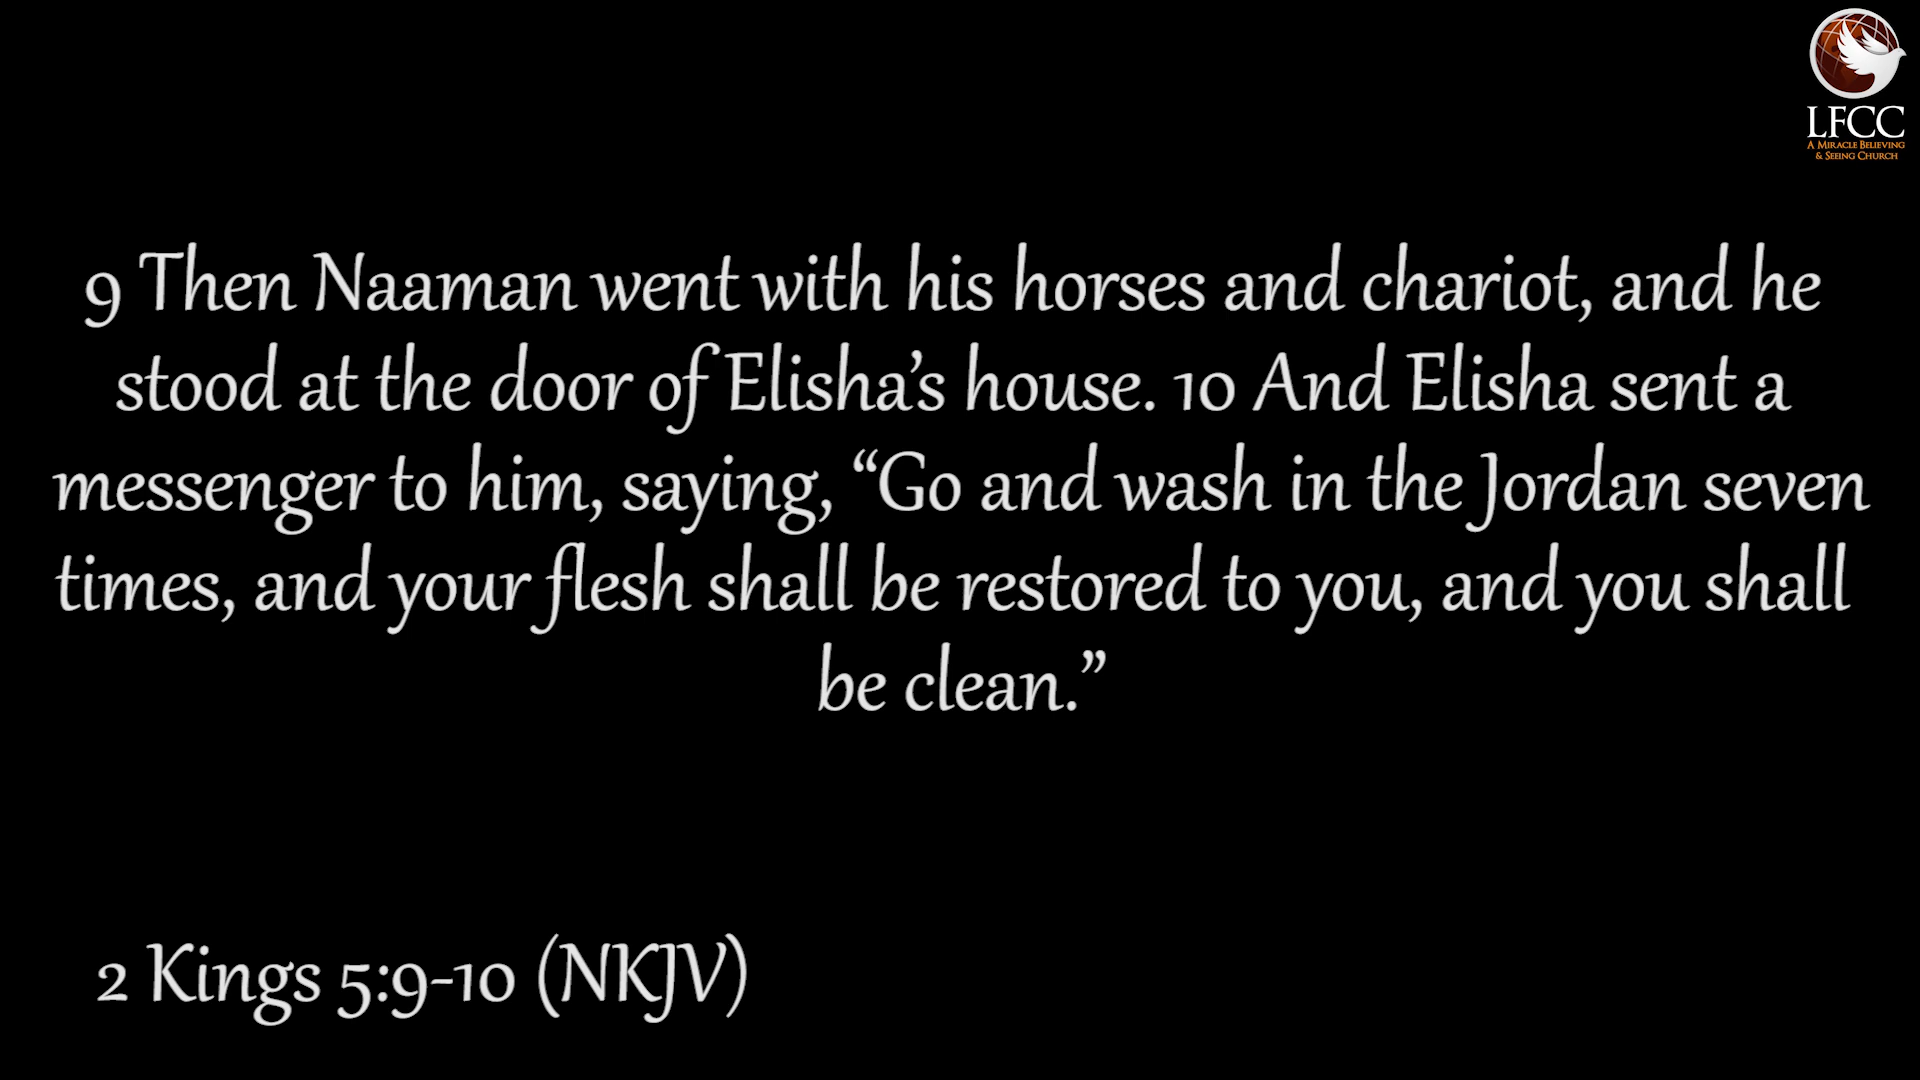 LFCC
A MIRACLE BELIEVING
& SEEING CHURCH
9 Then Naaman went with his horses and chariot, and he
stood at the door of Elisha’s house. 10 And Elisha sent a
messenger to him, saying, “Go and wash in the Jordan seven
times, and your flesh shall be restored to you, and you shall
be clean.”
2 Kings 5:9-10 (NKJV)